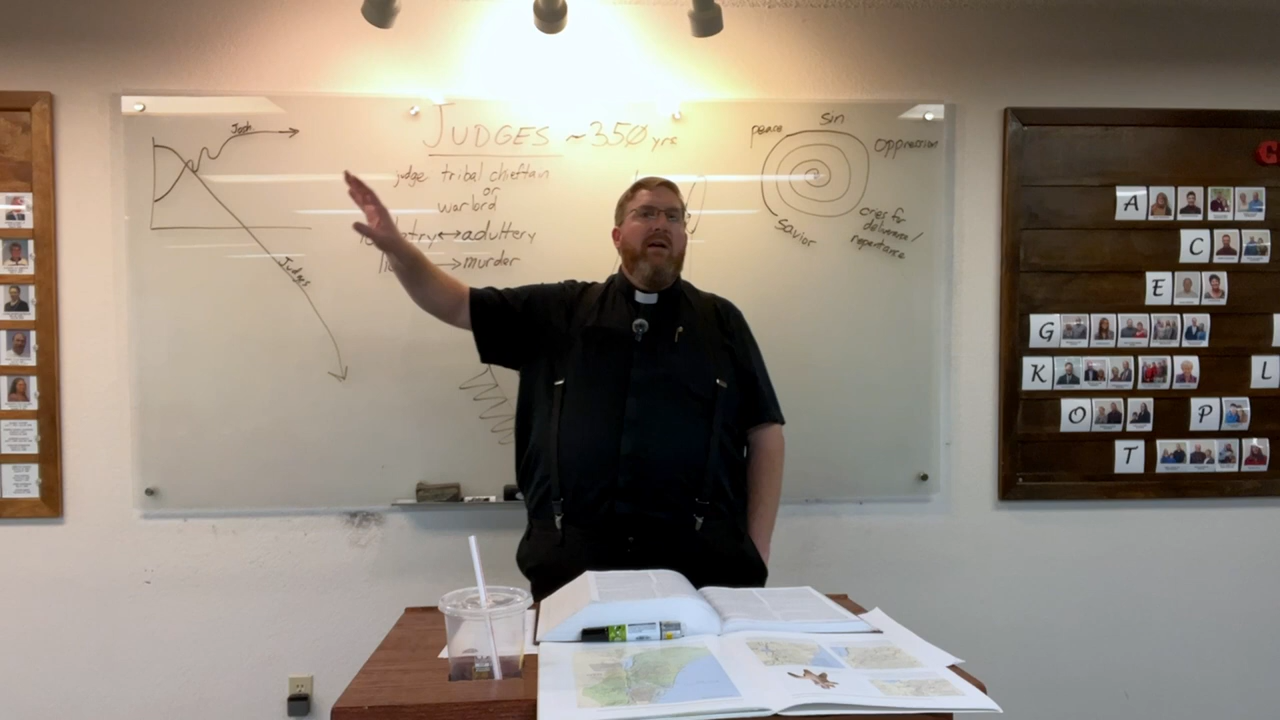 Josh
Judges
JUDGES ~350 yrs
judge: tribal chieftain
or
warlord
adultery
murder
peace
sin
oppression
cries for
deliverance/
repentance
savior
A
C
E
G
K
L
O
P
T